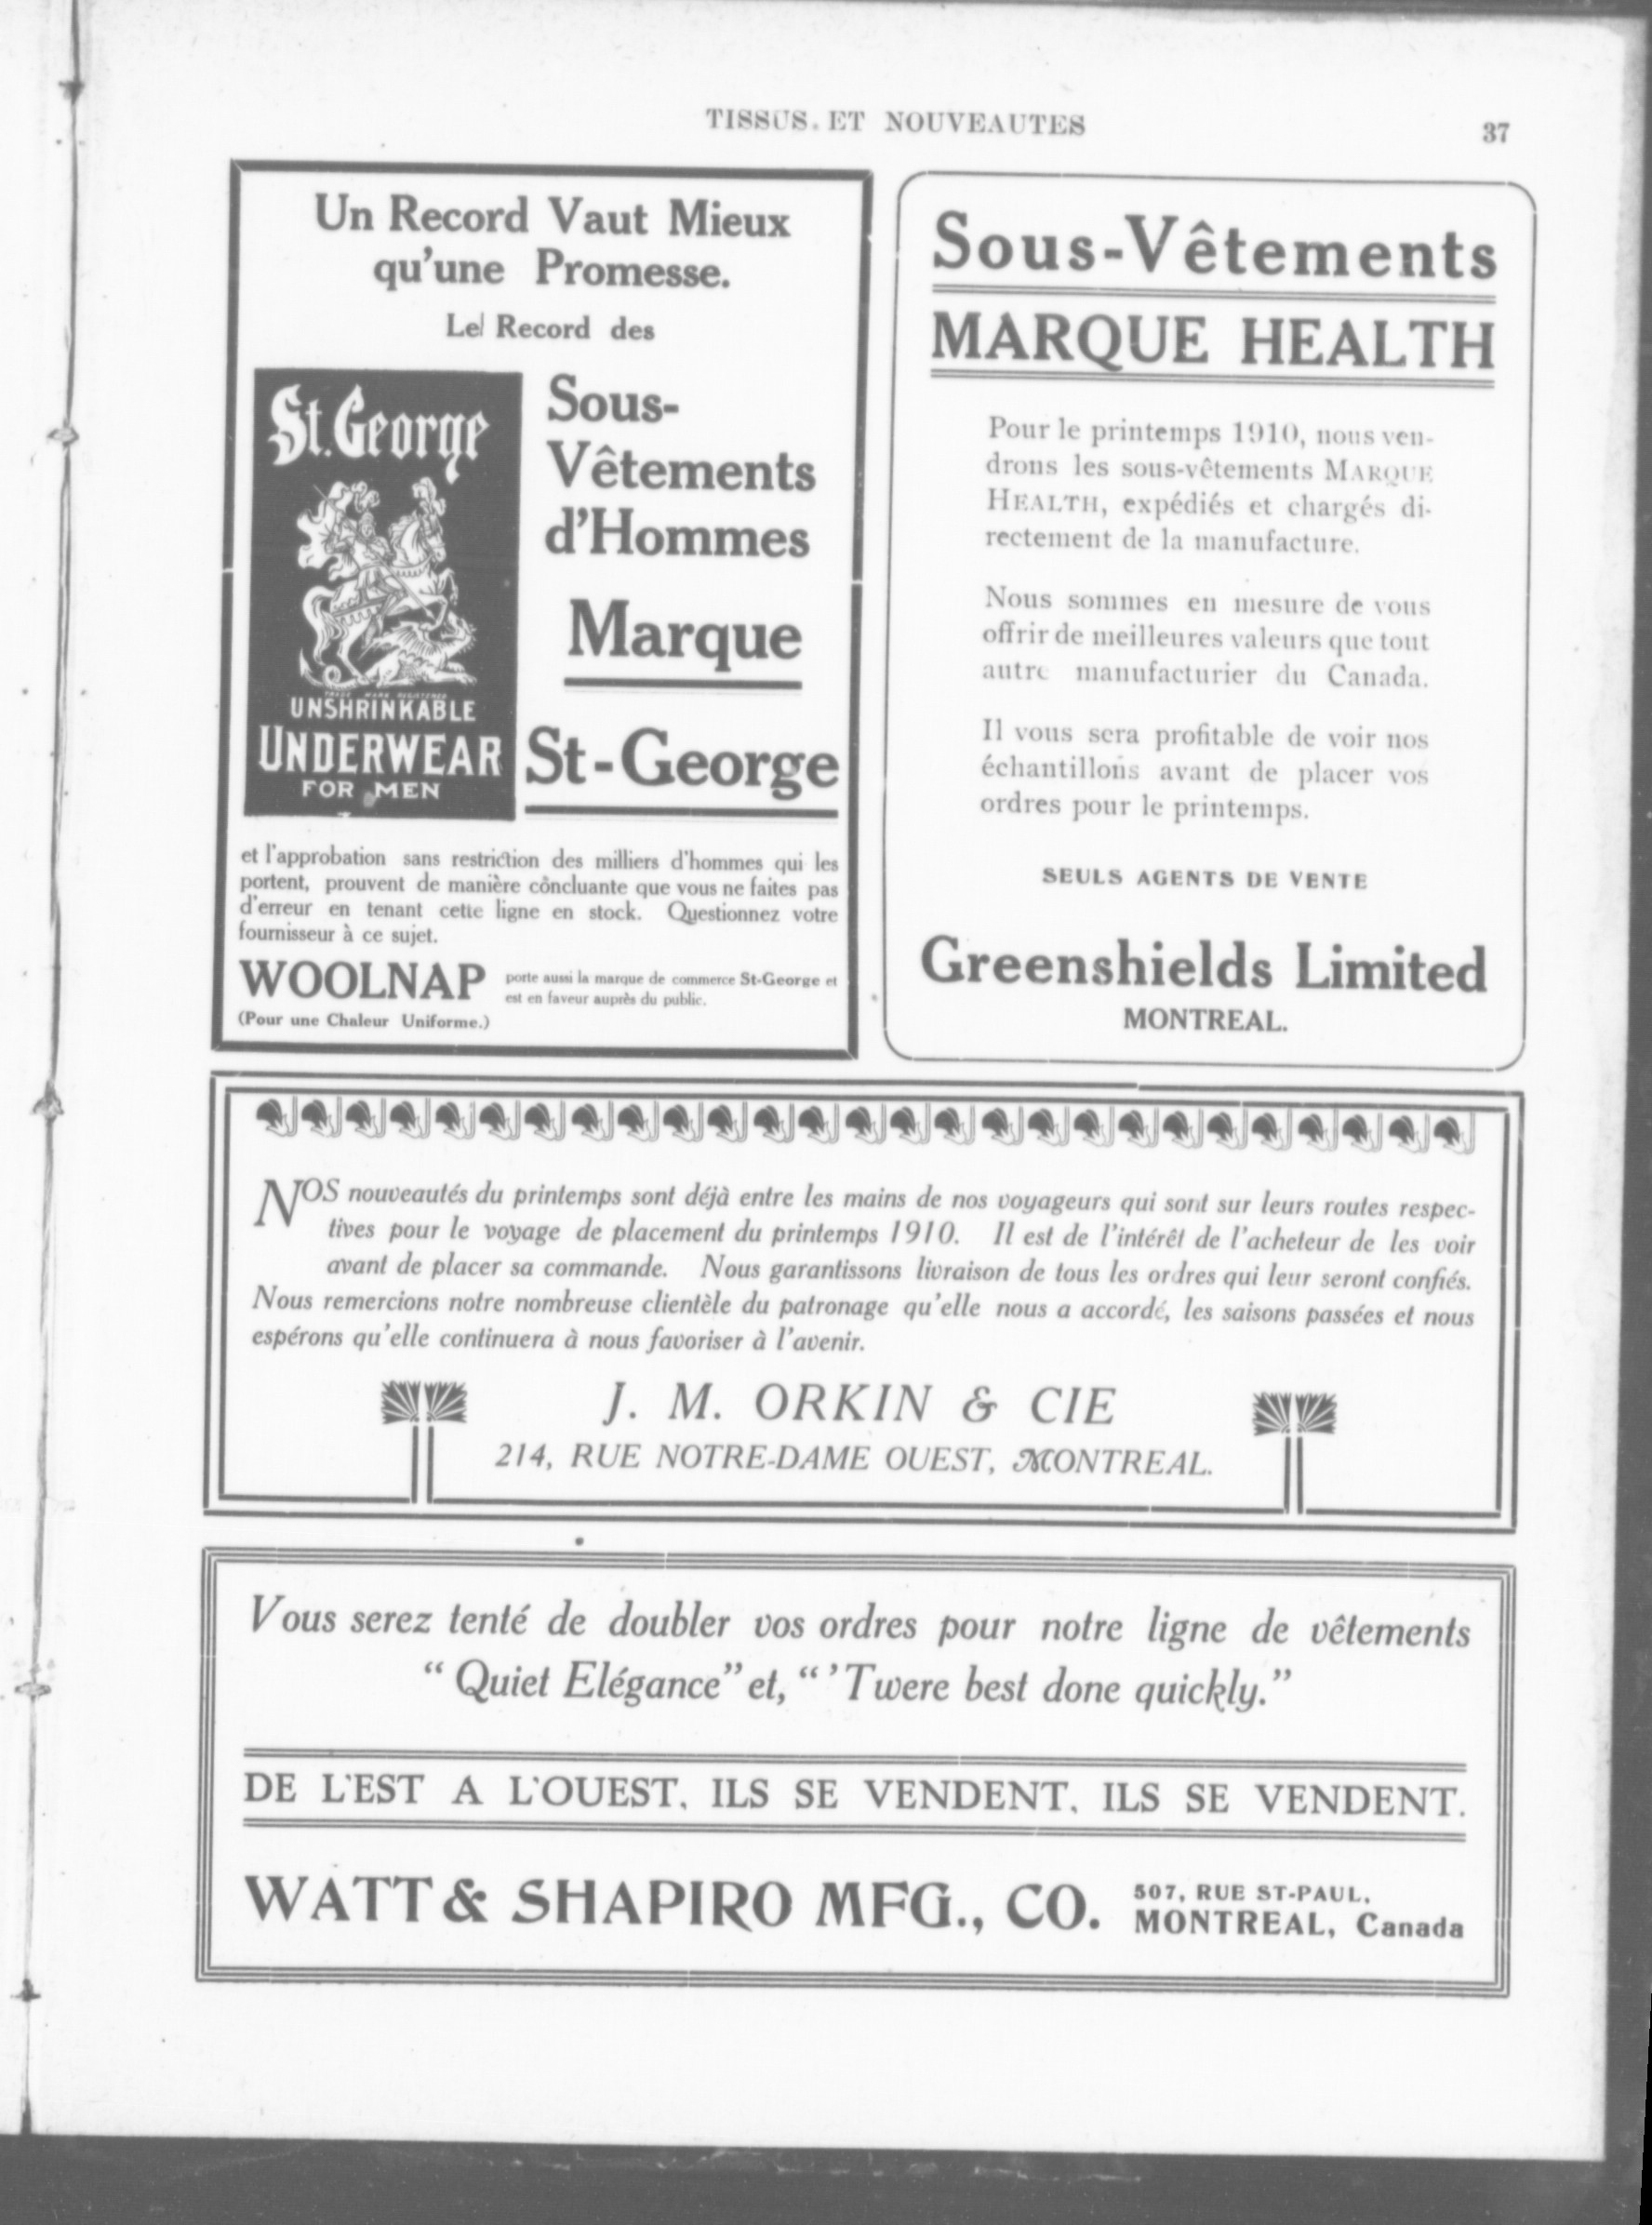 TISSUS. ET NOUVEAUTES
37
Un Record Vaut Mieux
qu'une Promesse.
Le Record des
St. George
TRADE MARK REGISTERED
UNSHRINKABLE
UNDERWEAR
FOR MEN
Sous-
Vêtements
d'Hommes
Marque
St-George
et l'approbation sans restriction des milliers d'hommes qui les
portent, prouvent de manière côncluante que vous ne faites pas
d'erreur en tenant cette ligne en stock. Questionnez votre
fournisseur à ce sujet.
WOOLNAP
(Pour une Chaleur Uniforme.)
porte aussi la marque de commerce St-George et
est en faveur auprès du public.
Sous-Vêtements
MARQUE HEALTH
Pour le printemps 1910, nous ven-
drons les sous-vêtements MARQUE
HEALTH, expédiés et chargés di-
rectement de la manufacture.
Nous sommes en mesure de vous
offrir de meilleures valeurs que tout
autre manufacturier du Canada.
Il vous sera profitable de voir nos
échantillons avant de placer vos
ordres pour le printemps.
SEULS AGENTS DE VENTE
Greenshields Limited
MONTREAL.
NOS nouveautés du printemps sont déjà entre les mains de nos voyageurs qui sont sur leurs routes respec-
tives pour le voyage de placement du printemps 1910. Il est de l'intérêt de l'acheteur de les voir
avant de placer sa commande. Nous garantissons livraison de tous les ordres qui leur seront confiés.
Nous remercions notre nombreuse clientèle du patronage qu'elle nous a accordé, les saisons passées et nous
espérons qu'elle continuera à nous favoriser à l'avenir.
J. M. ORKIN & CIE
214, RUE NOTRE-DAME OUEST, MONTREAL.
Vous serez tenté de doubler vos ordres pour notre ligne de vêtements
“ Quiet Elégance” et, “ ’Twere best done quickly.”
DE L'EST A L'OUEST, ILS SE VENDENT, ILS SE VENDENT.
WATT & SHAPIRO MFG., CO.
507, RUE ST-PAUL,
MONTREAL, Canada